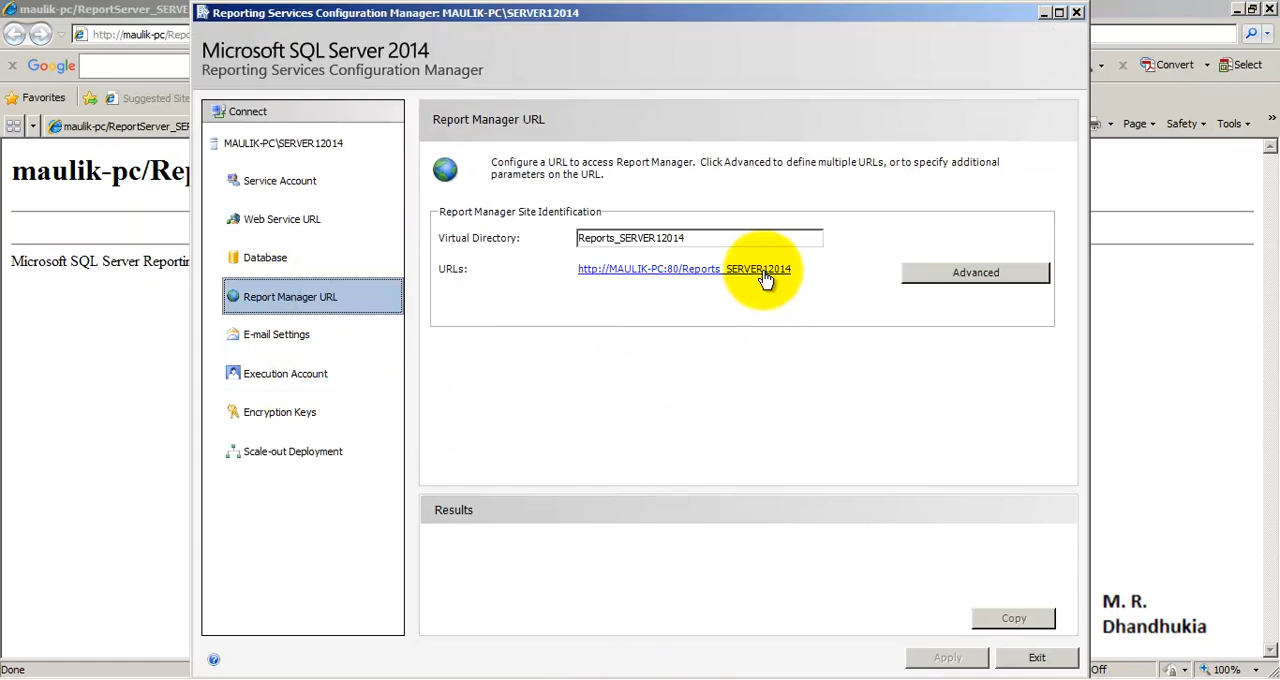 maulik-pc/ReportServer_SERVE
Reporting Services Configuration Manager: MAULIK-PC\SERVER12014
http://maulik-pc/Repo
Microsoft SQL Server 2014
Reporting Services Configuration Manager
Google
Convert
Select
Favorites
Suggested Site
maulik-pc/ReportServer_SER
Page
Safety
Tools
maulik-pc/Rep
Microsoft SQL Server Reportin
Connect
MAULIK-PC\SERVER12014
Service Account
Web Service URL
Database
Report Manager URL
E-mail Settings
Execution Account
Encryption Keys
Scale-out Deployment
Report Manager URL
Configure a URL to access Report Manager. Click Advanced to define multiple URLs, or to specify additional
parameters on the URL.
Report Manager Site Identification
Virtual Directory:
Reports_SERVER12014
URLs:
http://MAULIK-PC:80/Reports_SERVER12014
Advanced
Results
Copy
M. R.
Dhandhukia
Apply
Exit
Done
Off
100%